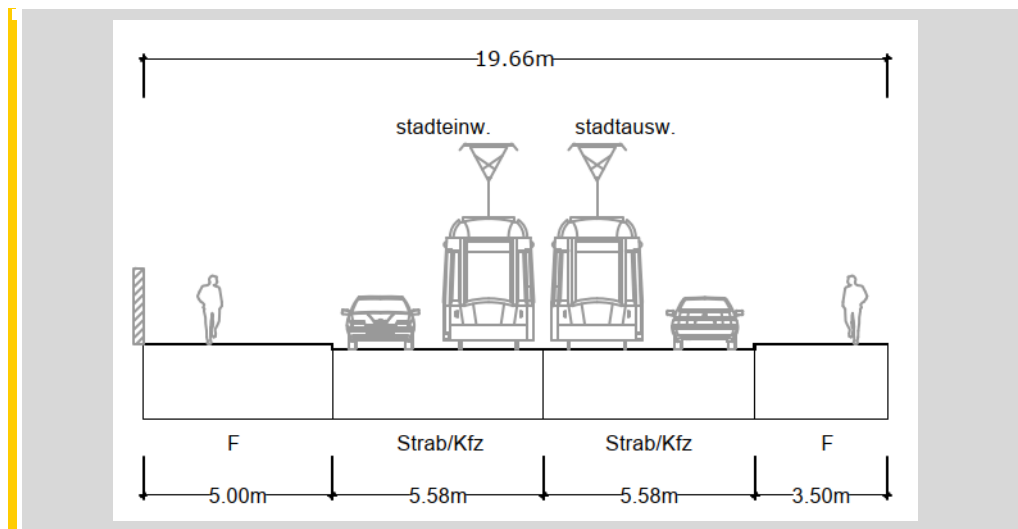 19.66m
stadteinw. stadtausw.
F Strab/Kfz Strab/Kfz F
5.00m 5.58m 5.58m 3.50m